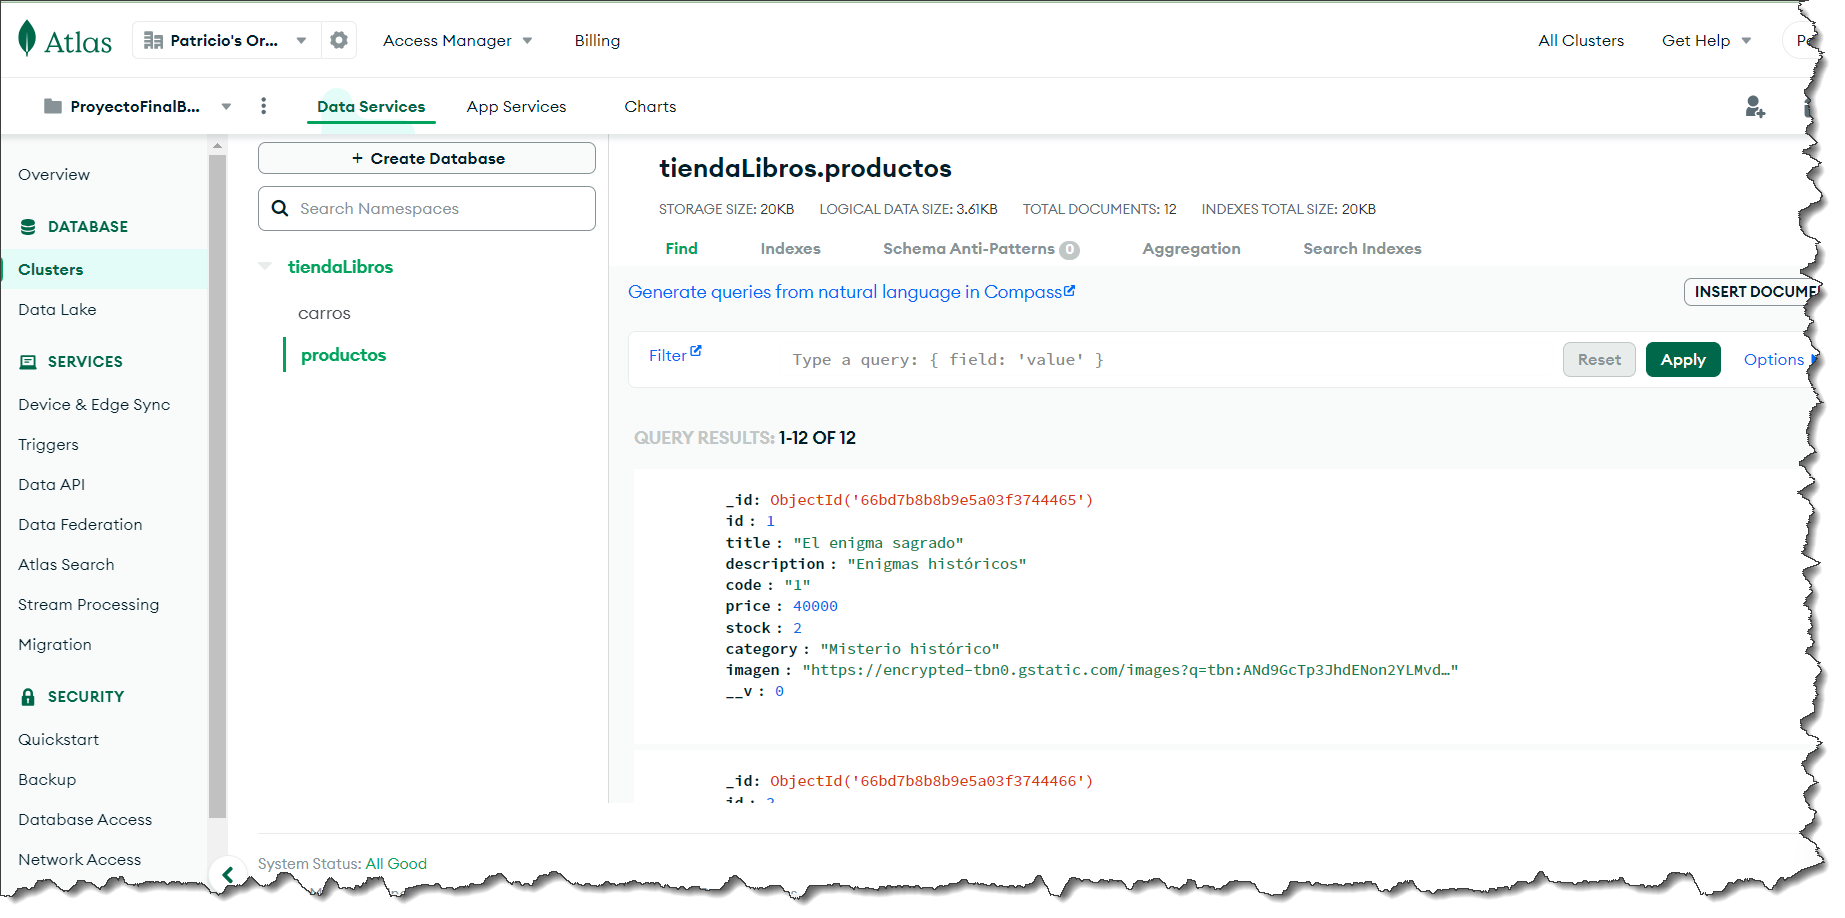 Atlas
Patricio's Or...
Access Manager
Billing
All Clusters
Get Help
ProyectoFinalB...
Data Services
App Services
Charts
Overview
DATABASE
Clusters
Data Lake
SERVICES
Device & Edge Sync
Triggers
Data API
Data Federation
Atlas Search
Stream Processing
Migration
SECURITY
Quickstart
Backup
Database Access
Network Access
+ Create Database
Search Namespaces
tiendaLibros
carros
productos
tiendaLibros.productos
STORAGE SIZE: 20KB LOGICAL DATA SIZE: 3.61KB TOTAL DOCUMENTS: 12 INDEXES TOTAL SIZE: 20KB
Find Indexes Schema Anti-Patterns 0 Aggregation Search Indexes
Generate queries from natural language in Compass
INSERT DOCUME
Filter
Type a query: { field: 'value' }
Reset
Apply
Options
QUERY RESULTS: 1-12 OF 12
_id: ObjectId('66bd7b8b8b9e5a03f3744465')
id : 1
title : "El enigma sagrado"
description : "Enigmas históricos"
code : "1"
price : 40000
stock : 2
category : "Misterio histórico"
imagen : "https://encrypted-tbn0.gstatic.com/images?q=tbn:ANd9GcTp3JhdENon2YLMvd…"
__v : 0
_id: ObjectId('66bd7b8b8b9e5a03f3744466')
id : 2
System Status: All Good